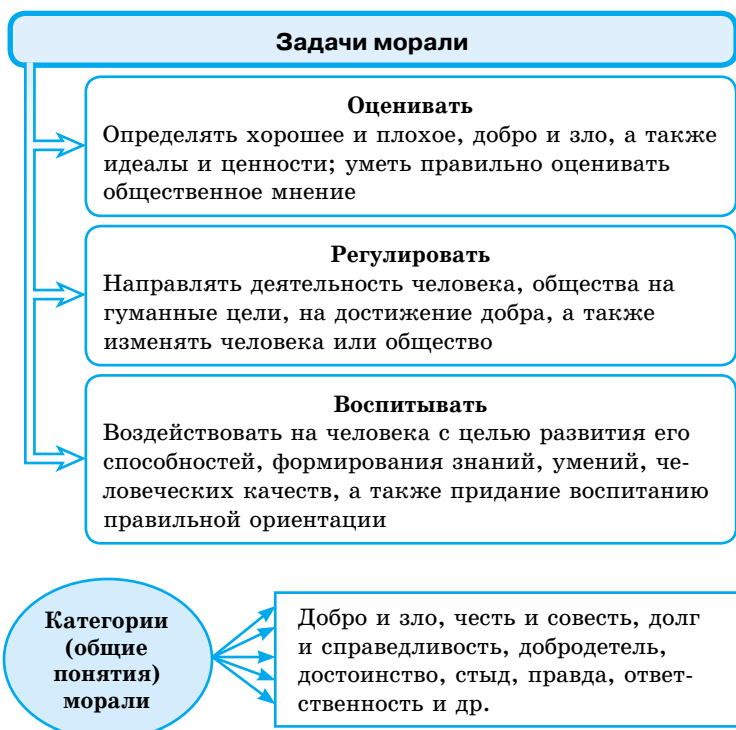 Задачи морали
Оценивать
Определять хорошее и плохое, добро и зло, а также
идеалы и ценности; уметь правильно оценивать
общественное мнение
Регулировать
Направлять деятельность человека, общества на
гуманные цели, на достижение добра, а также
изменять человека или общество
Воспитывать
Воздействовать на человека с целью развития его
способностей, формирования знаний, умений, че-
ловеческих качеств, а также придание воспитанию
правильной ориентации
Категории
(общие
понятия)
морали
Добро и зло, честь и совесть, долг
и справедливость, добродетель,
достоинство, стыд, правда, ответ-
ственность и др.